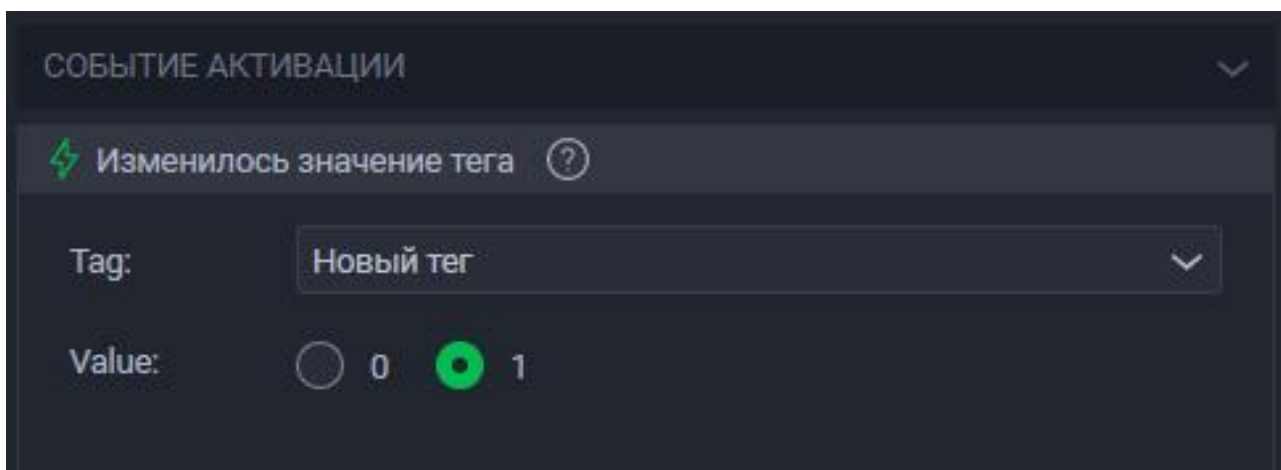 СОБЫТИЕ АКТИВАЦИИ
Изменилось значение тега ?
Tag: Новый тег
Value: 0 1